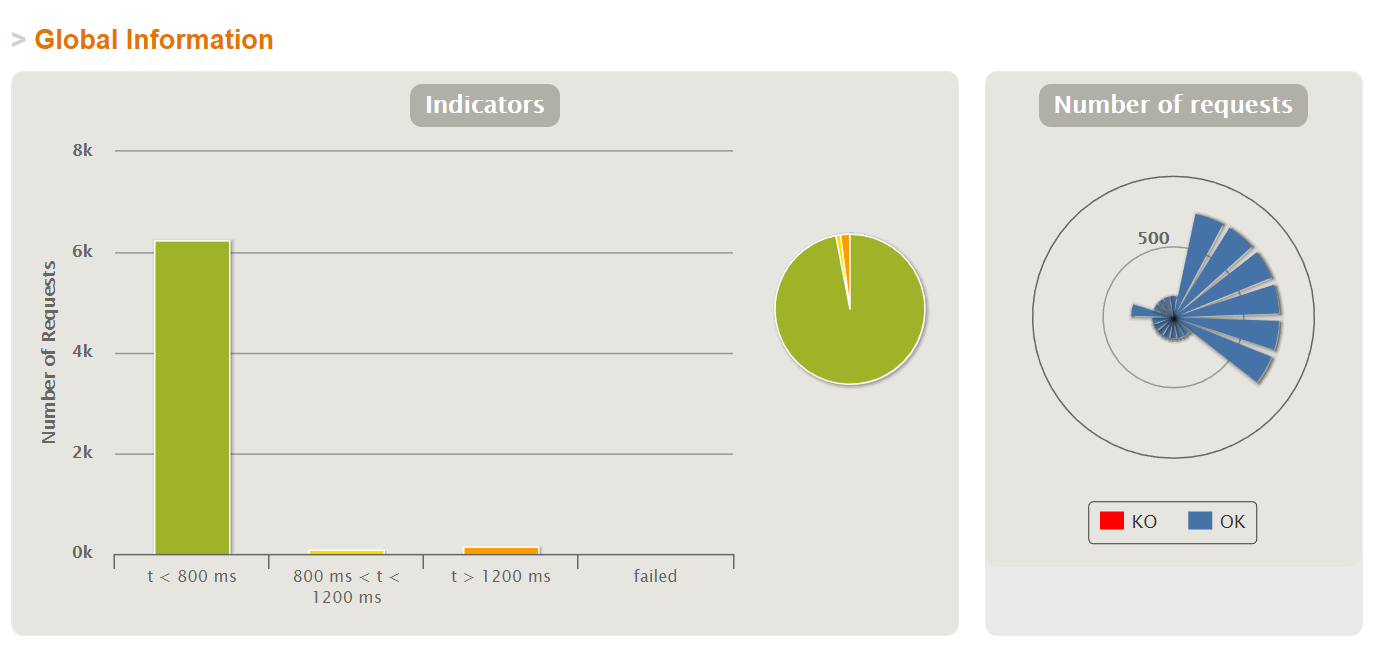 > Global Information
Indicators
8k
6k
4k
2k
0k
Number of Requests
t < 800 ms
800 ms < t <
1200 ms
t > 1200 ms
failed
Number of requests
500
KO
OK